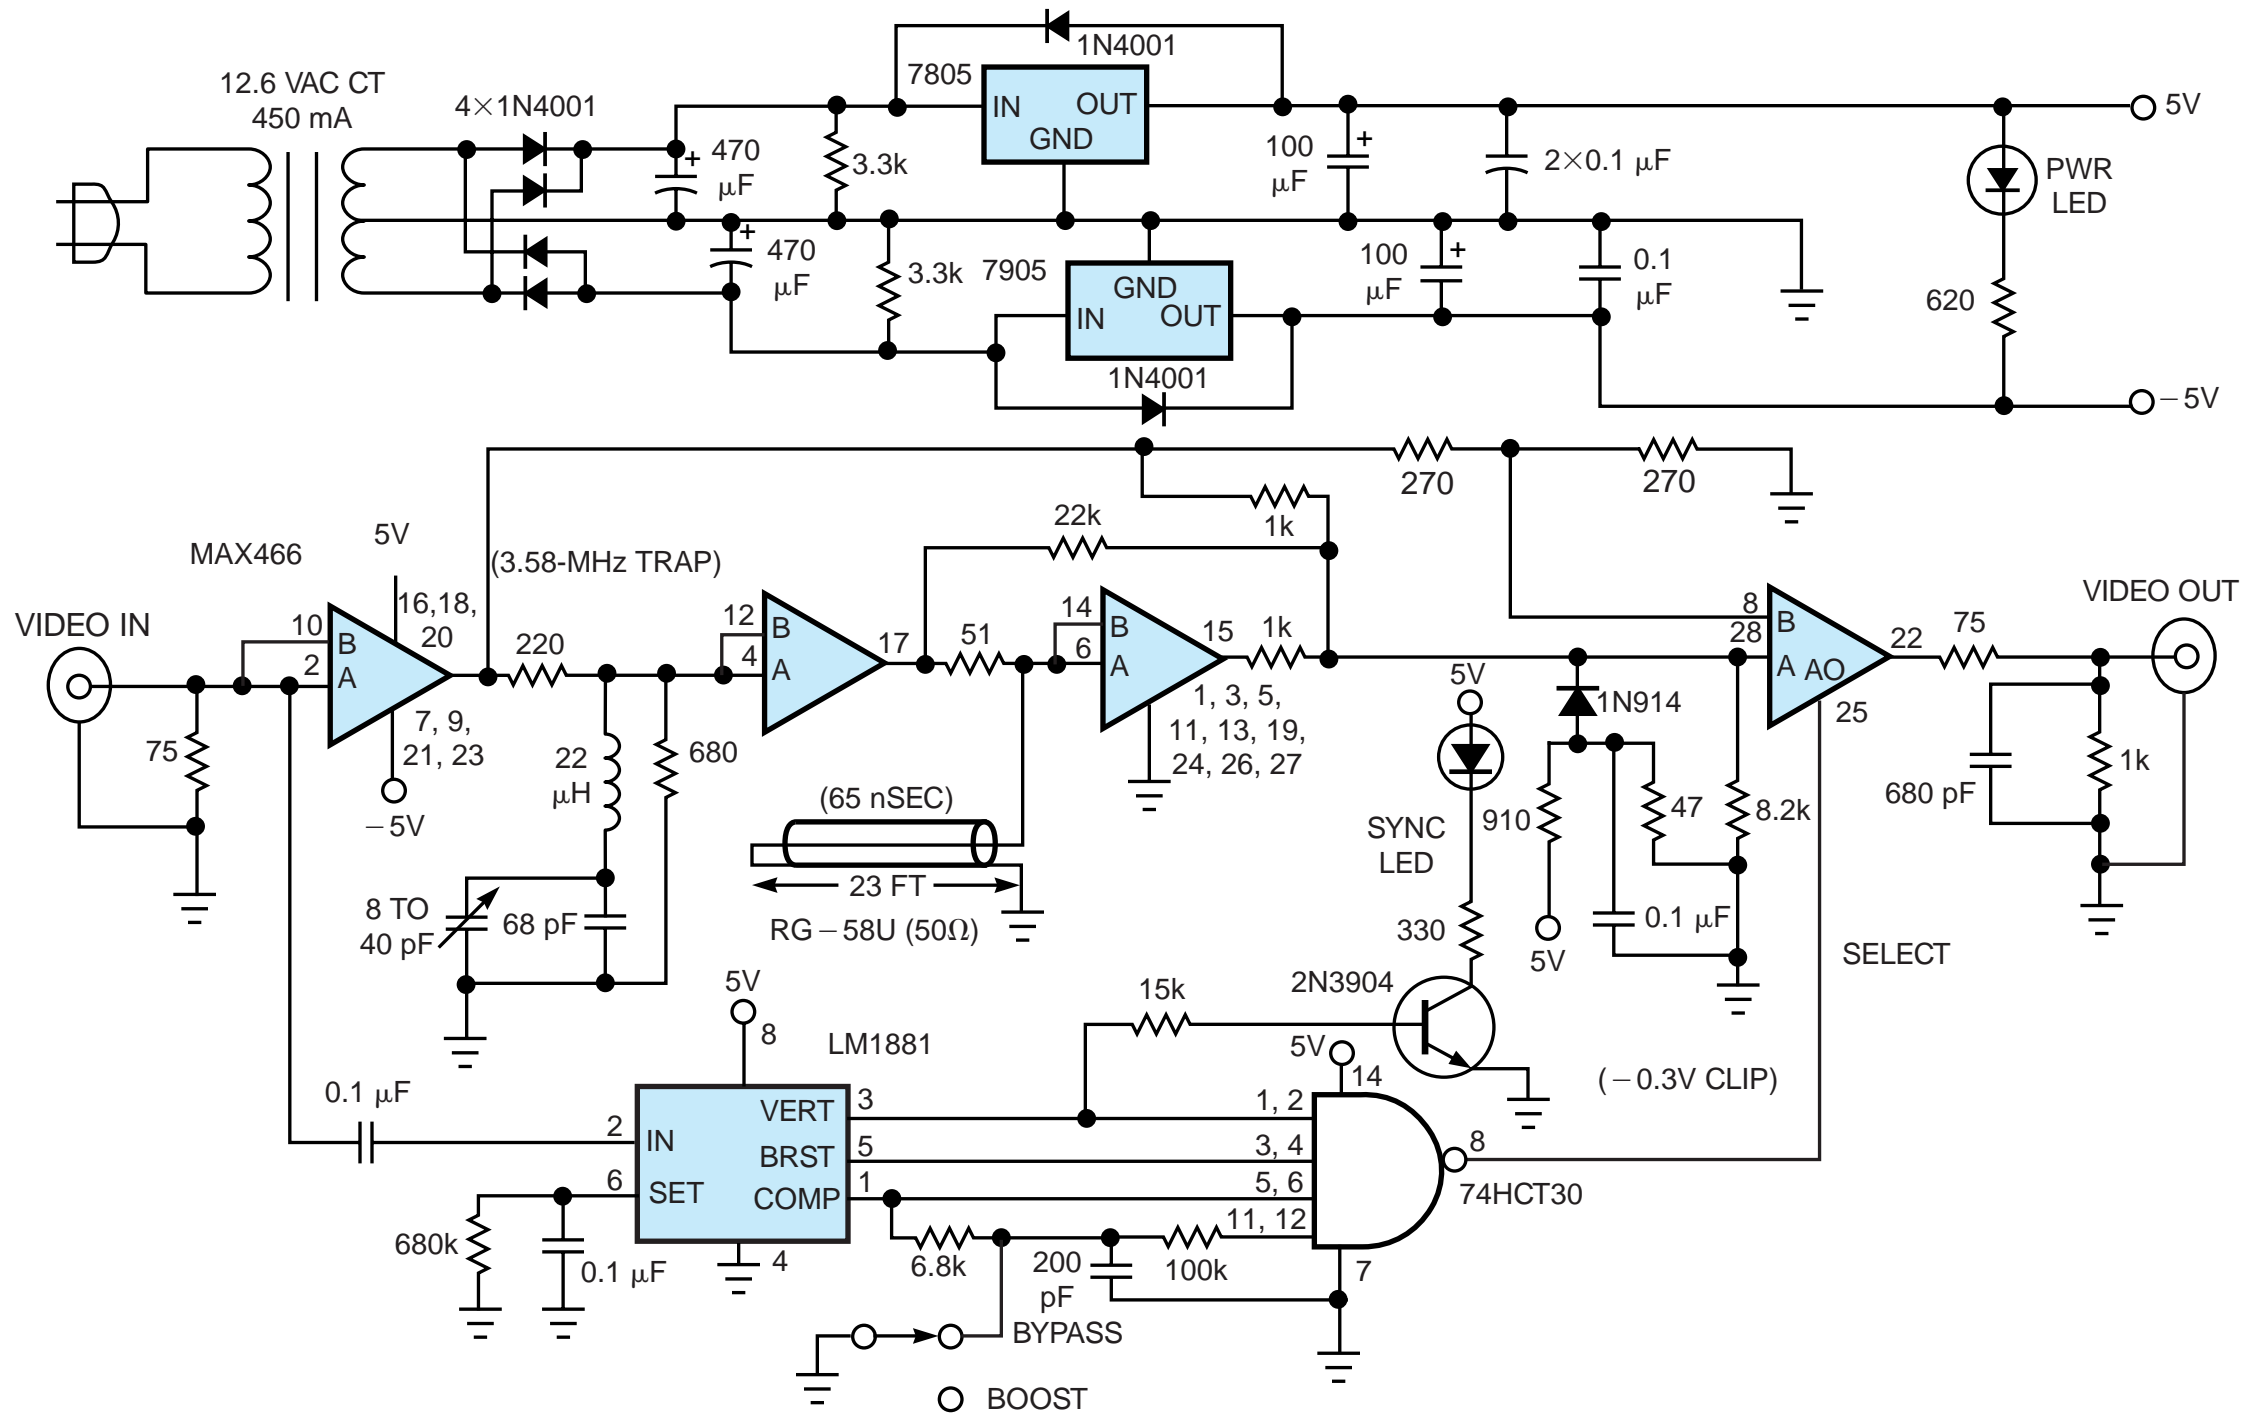 12.6 VAC CT
450 mA
4×1N4001
470
μF
3.3k
7805
1N4001
IN
OUT
GND
100
μF
+
+
2×0.1 μF
5V
PWR
LED
620
470
μF
+
3.3k
7905
GND
IN
OUT
1N4001
100
μF
+
0.1
μF
–5V
270
270
1k
22k
MAX466
5V
(3.58-MHz TRAP)
VIDEO IN
10
2
B
A
16,18,
20
7, 9,
21, 23
–5V
75
220
22
μH
680
8 TO
40 pF
68 pF
12
4
B
A
17
51
(65 nSEC)
23 FT
RG–58U (50Ω)
14
6
B
A
15
1k
1, 3, 5,
11, 13, 19,
24, 26, 27
5V
SYNC
LED
330
2N3904
1N914
910
5V
47
0.1 μF
8.2k
8
28
B
A
AO
22
25
75
VIDEO OUT
680 pF
1k
SELECT
(–0.3V CLIP)
15k
5V
8
LM1881
0.1 μF
2
IN
6
SET
VERT
3
BRST
5
COMP
1
4
680k
0.1 μF
6.8k
200
pF
100k
BYPASS
BOOST
5V
14
1, 2
3, 4
5, 6
11, 12
8
74HCT30
7